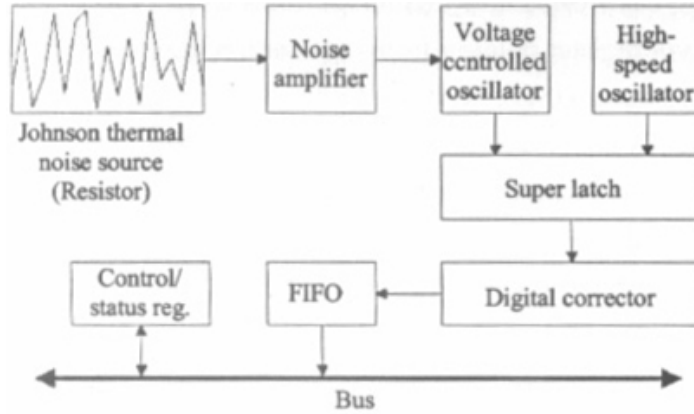 Johnson thermal
noise source
(Resistor)
Noise
amplifier
Voltage
ccntrolled
oscillator
High-
speed
oscillator
Super latch
Digital corrector
FIFO
Control/
status reg.
Bus